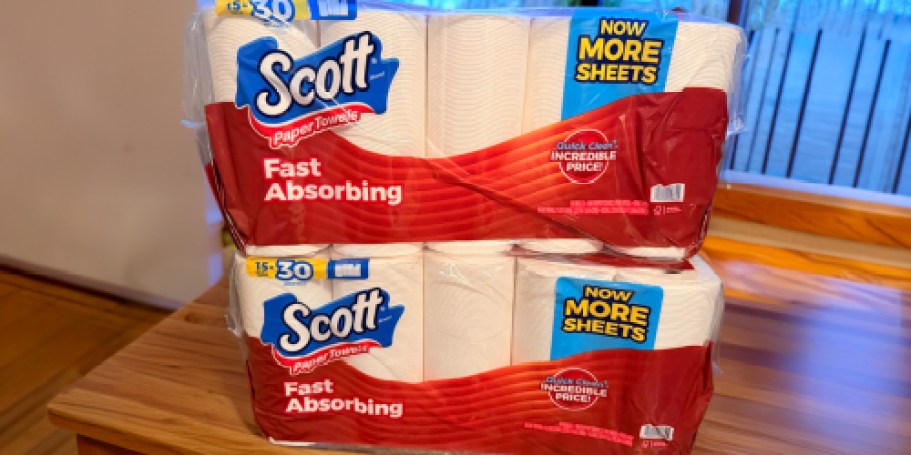 30
Scott
Paper Towels
Fast
Absorbing
NOW
MORE
SHEETS
Quick Clean
INCREDIBLE
PRICE!
15=30
Scott
Paper Towels
Fast
Absorbing
NOW
MORE
SHEETS
Quick Clean
INCREDIBLE
PRICE!